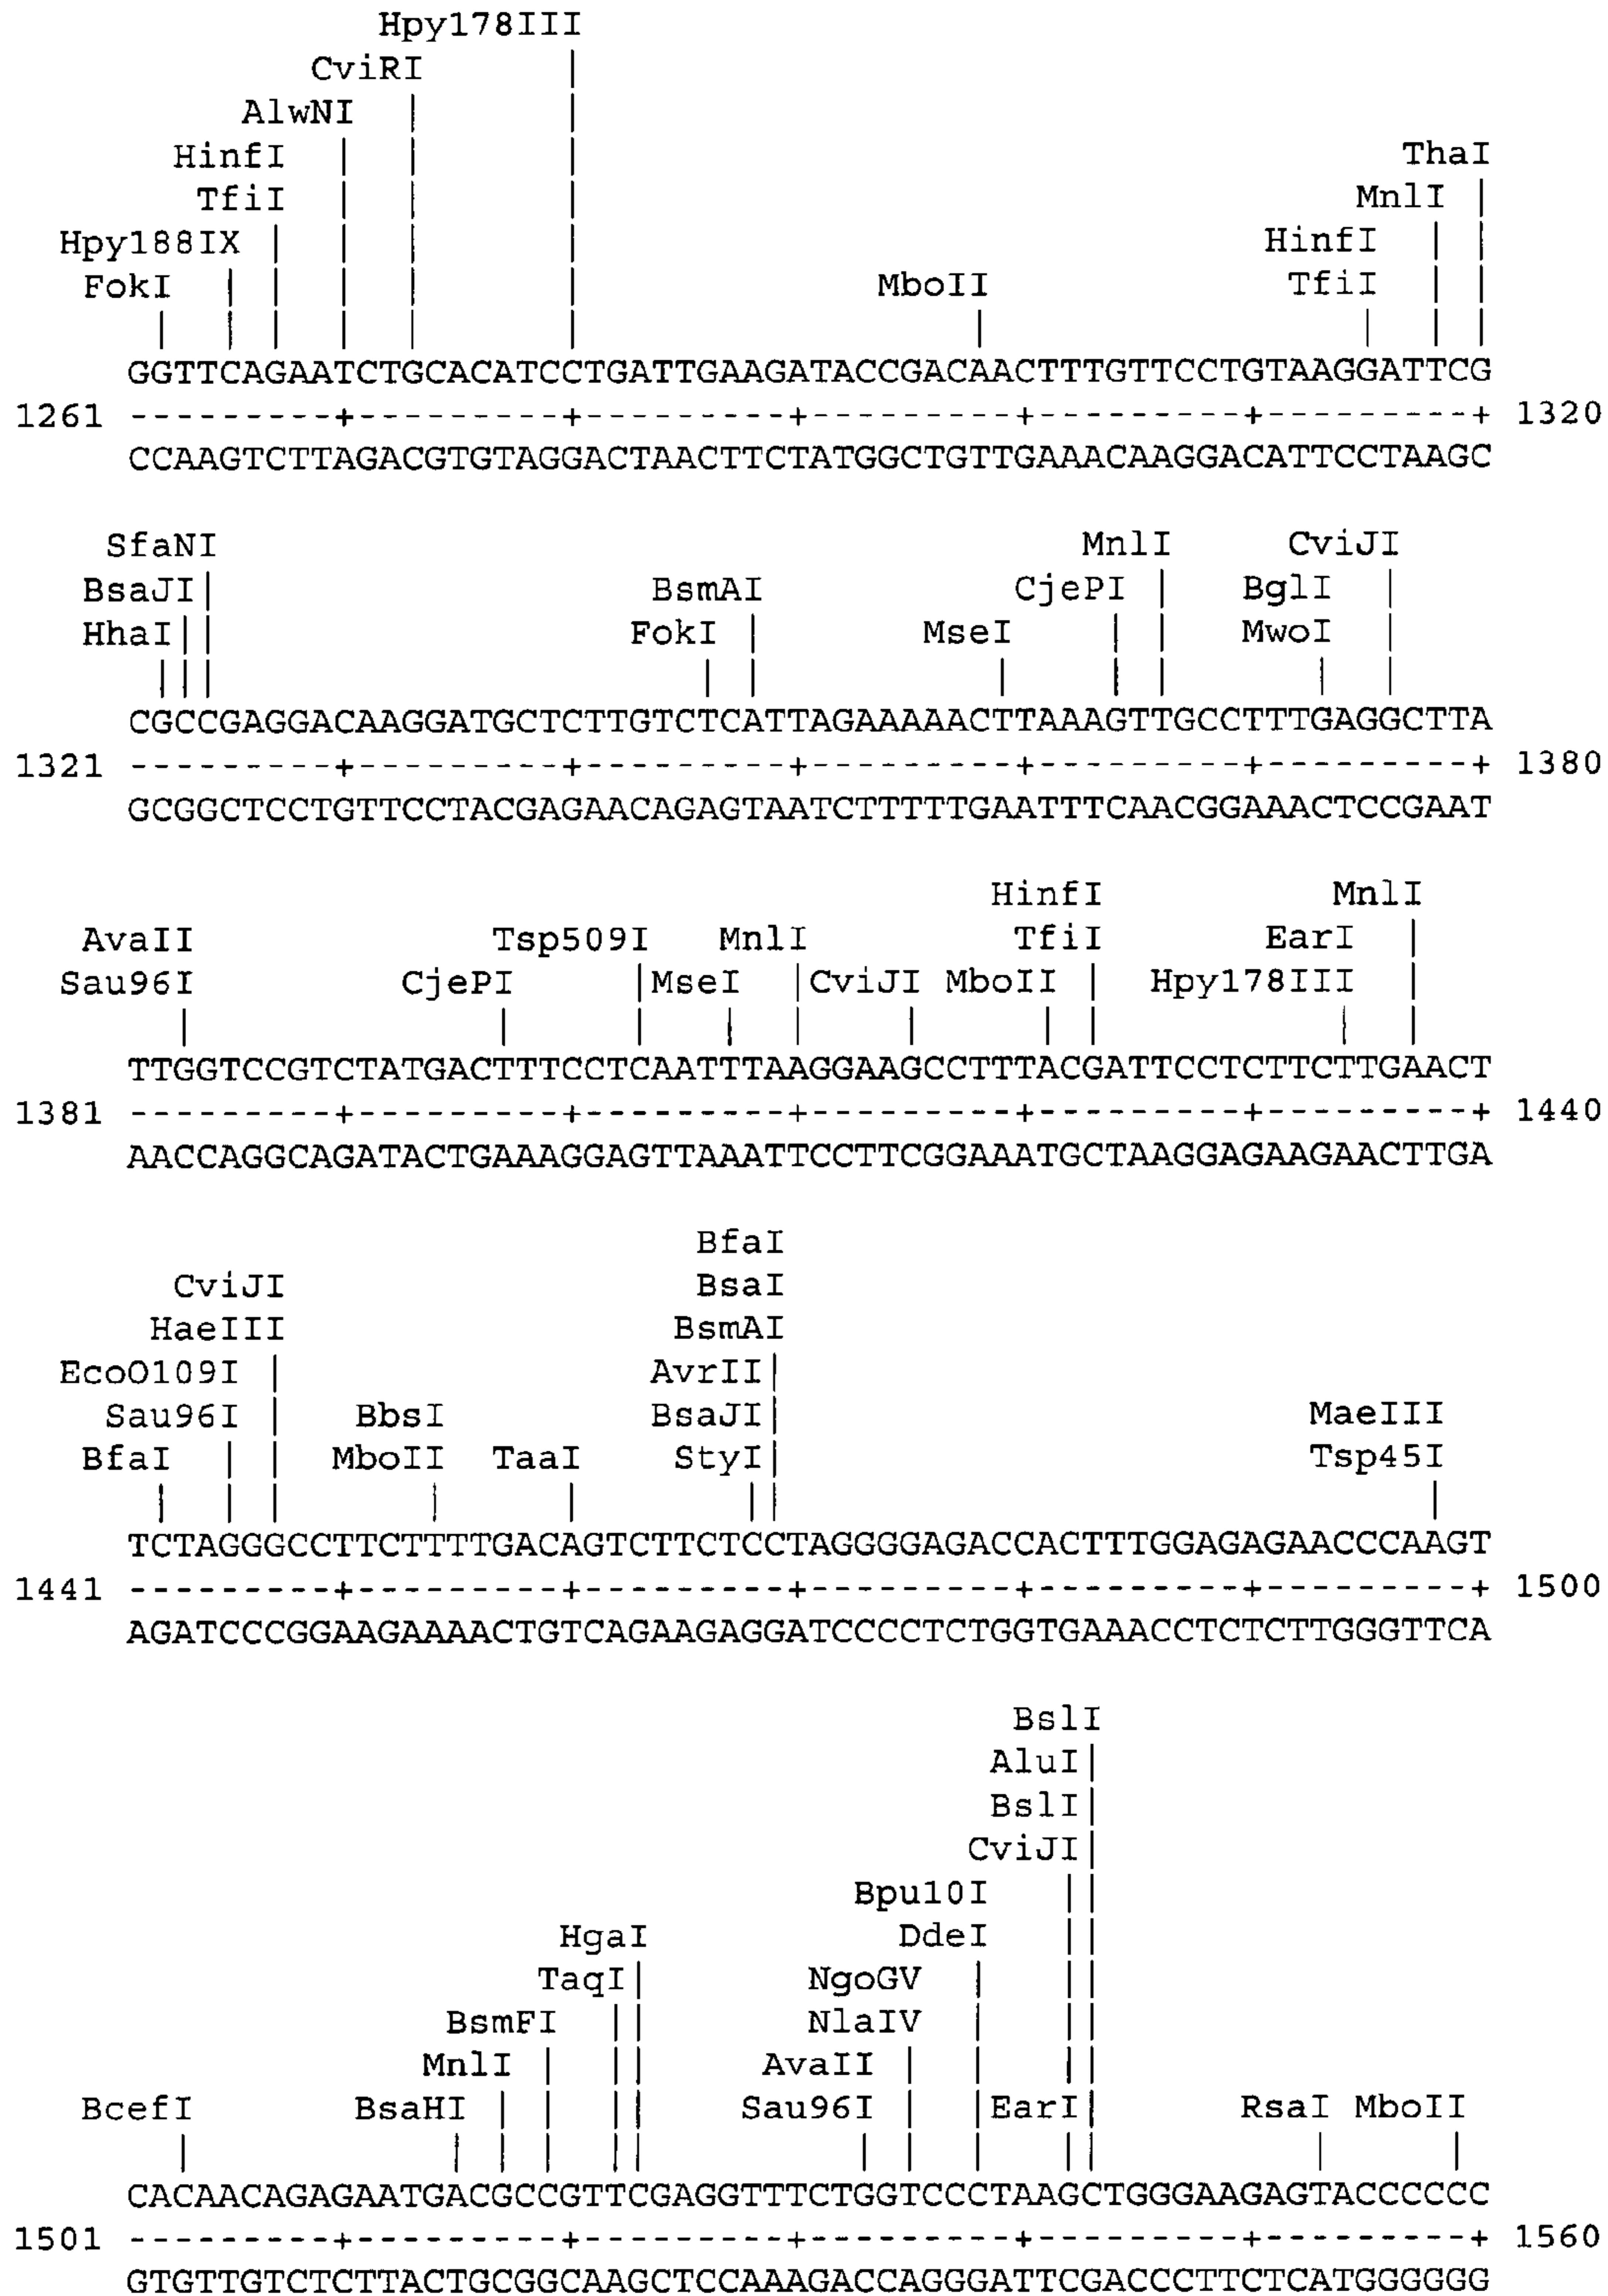 Hpy178III
CviRI
AlwNI
HinfI ThaI
TfiI MnlI
Hpy188IX HinfI
FokI MboII TfiI
GGTTCAGAATCTGCACATCCTGATTGAAGATACCGACAACTTTGTTCCTGTAAGGATTCG
1261 ---------+---------+---------+---------+---------+---------+ 1320
CCAAGTCTTAGACGTGTAGGACTAACTTCTATGGCTGTTGAAACAAGGACATTCCTAAGC
SfaNI MnlI CviJI
BsaJI BsmAI CjePI BglI
HhaI FokI MseI MwoI
CGCCGAGGACAAGGATGCTCTTGTCTCATTAGAAAAACTTAAAGTTGCCTTTGAGGCTTA
1321 ---------+---------+---------+---------+---------+---------+ 1380
GCGGCTCCTGTTCCTACGAGAACAGAGTAATCTTTTTGAATTTCAACGGAAACTCCGAAT
HinfI MnlI
AvaII Tsp509I MnlI TfiI EarI
Sau96I CjePI MseI CviJI MboII Hpy178III
TTGGTCCGTCTATGACTTTCCTCAATTTAAGGAAGCCTTTACGATTCCTCTTCTTGAACT
1381 ---------+---------+---------+---------+---------+---------+ 1440
AACCAGGCAGATACTGAAAGGAGTTAAATTCCTTCGGAAATGCTAAGGAGAAGAACTTGA
BfaI
CviJI BsaI
HaeIII BsmAI
EcoO109I AvrII
Sau96I BbsI BsaJI MaeIII
BfaI MboII TaaI StyI Tsp45I
TCTAGGGCCTTCTTTTGACAGTCTTCTCCTAGGGGAGACCACTTTGGAGAGAACCCAAGT
1441 ---------+---------+---------+---------+---------+---------+ 1500
AGATCCCGGAAGAAAACTGTCAGAAGAGGATCCCCTCTGGTGAAACCTCTCTTGGGTTCA
BslI
AluI
BslI
CviJI
Bpu10I
HgaI DdeI
TaqI NgoGV
BsmFI NlaIV
MnlI AvaII
BcefI BsaHI Sau96I EarI RsaI MboII
CACAACAGAGAATGACGCCGTTCGAGGTTTCTGGTCCCTAAGCTGGGAAGAGTACCCCCC
1501 ---------+---------+---------+---------+---------+---------+ 1560
GTGTTGTCTCTTACTGCGGCAAGCTCCAAAGACCAGGGATTCGACCCTTCTCATGGGGGG